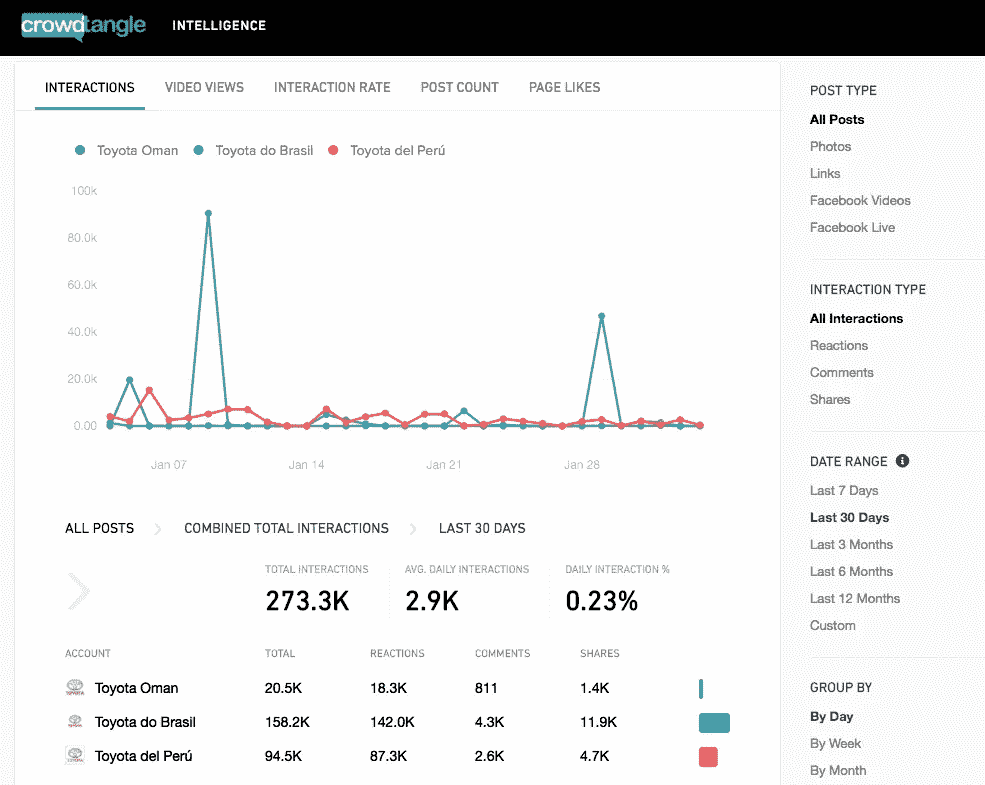 crowdtangle INTELLIGENCE
INTERACTIONS VIDEO VIEWS INTERACTION RATE POST COUNT PAGE LIKES
Toyota Oman Toyota do Brasil Toyota del Perú
100k
80.0k
60.0k
40.0k
20.0k
0.00
Jan 07 Jan 14 Jan 21 Jan 28
ALL POSTS COMBINED TOTAL INTERACTIONS LAST 30 DAYS
TOTAL INTERACTIONS AVG. DAILY INTERACTIONS DAILY INTERACTION %
273.3K 2.9K 0.23%
ACCOUNT TOTAL REACTIONS COMMENTS SHARES
Toyota Oman 20.5K 18.3K 811 1.4K
Toyota do Brasil 158.2K 142.0K 4.3K 11.9K
Toyota del Perú 94.5K 87.3K 2.6K 4.7K
POST TYPE
All Posts
Photos
Links
Facebook Videos
Facebook Live
INTERACTION TYPE
All Interactions
Reactions
Comments
Shares
DATE RANGE i
Last 7 Days
Last 30 Days
Last 3 Months
Last 6 Months
Last 12 Months
Custom
GROUP BY
By Day
By Week
By Month